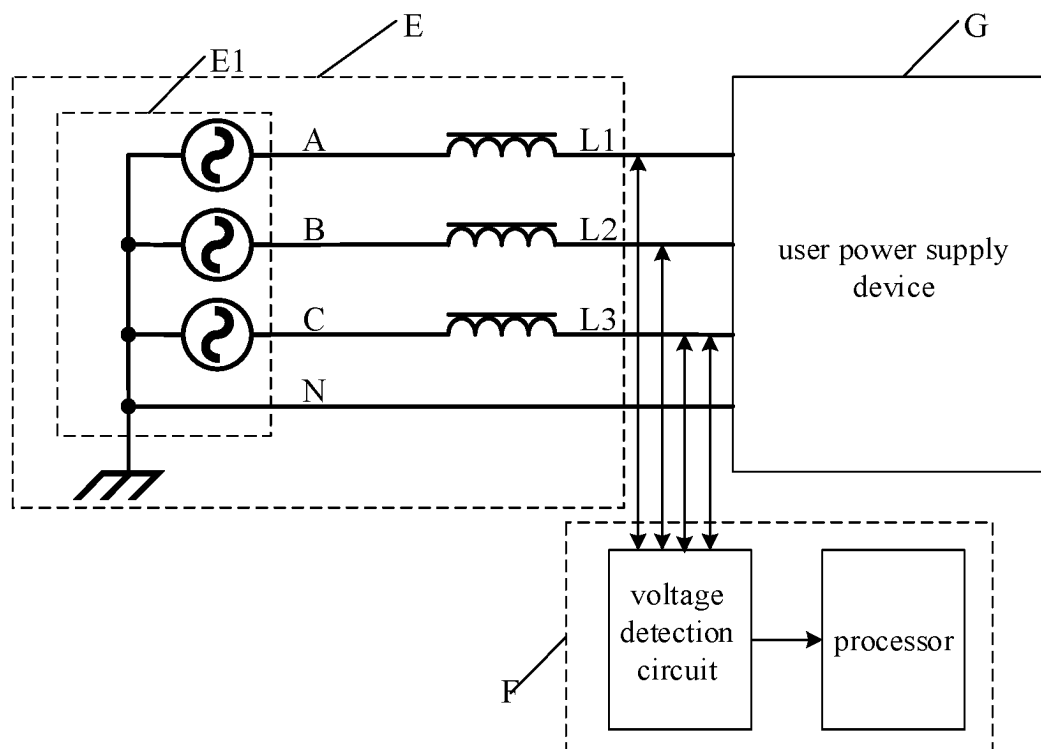 E
G
E1
A
L1
B
L2
user power supply
device
C
L3
N
voltage
detection
circuit
processor
F